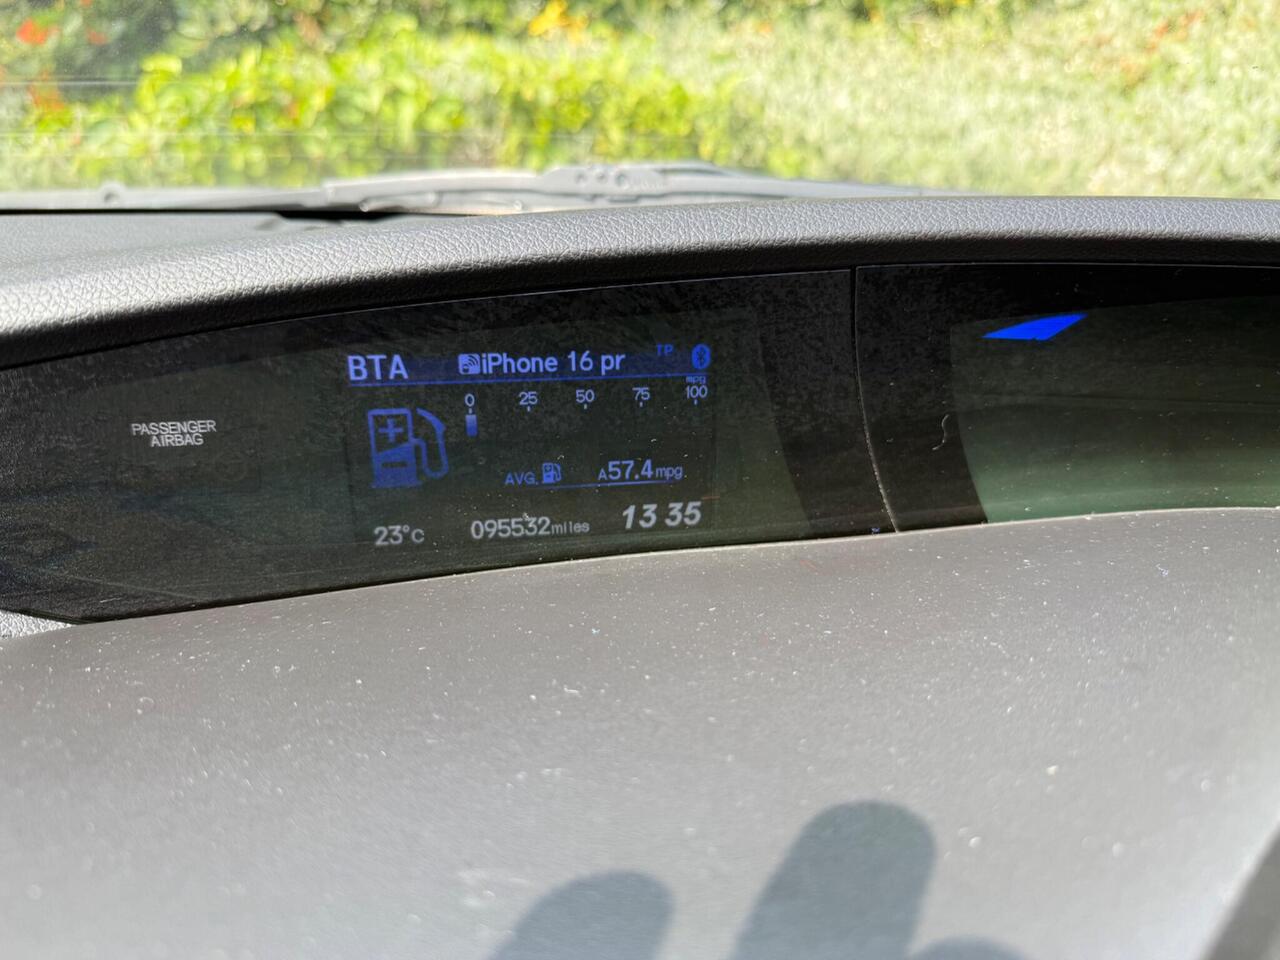 BTA iPhone 16 pr TP
mpg
0 25 50 75 100
PASSENGER
AIRBAG
AVG. A57.4mpg
23°c 095532miles 13 35